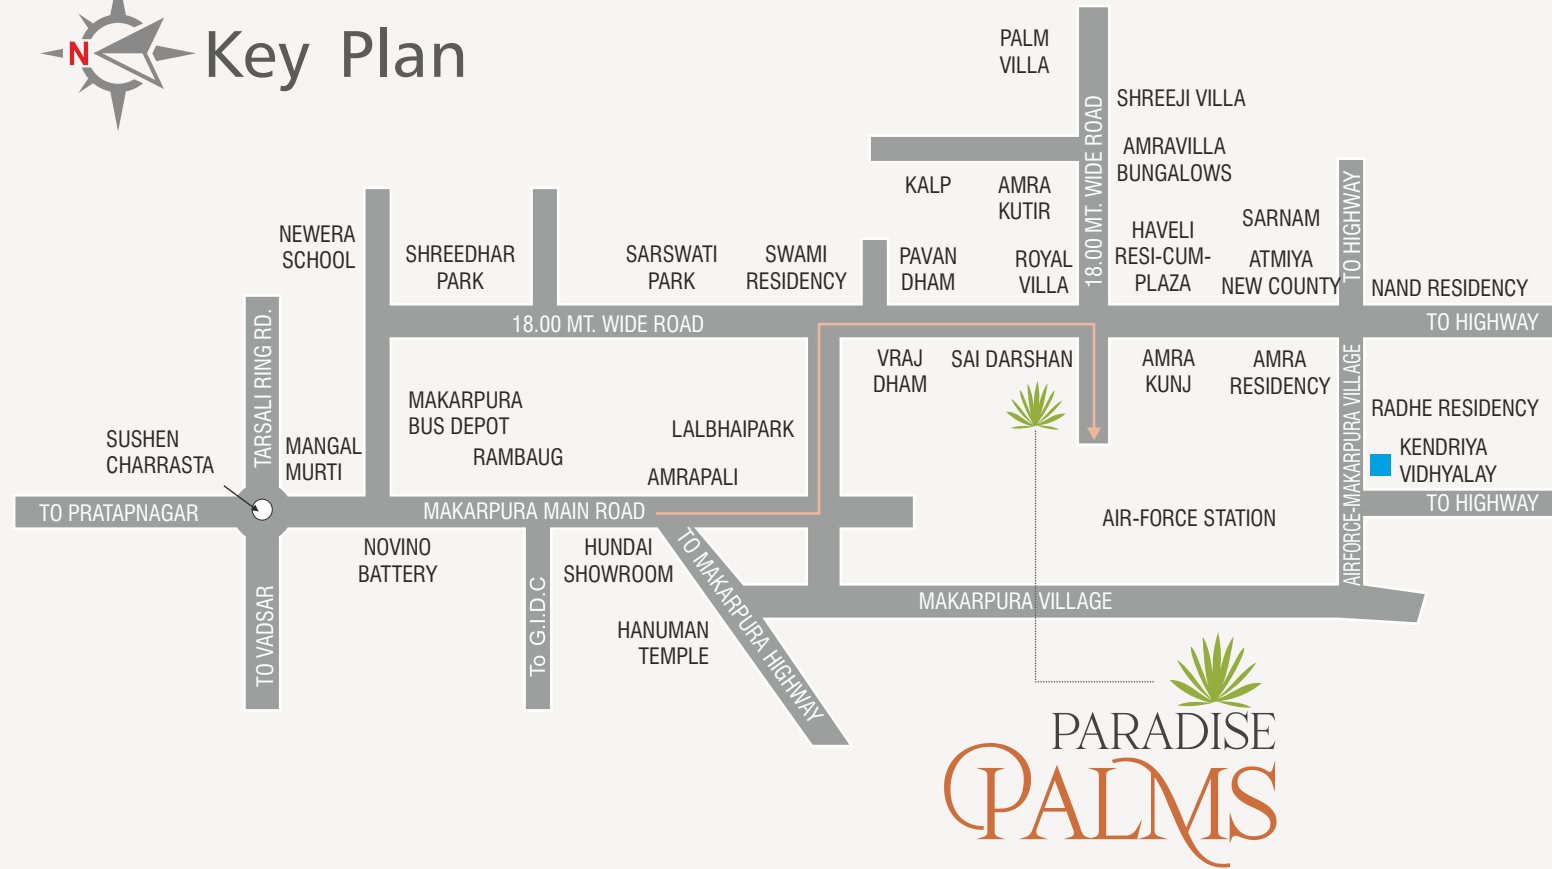 N
Key Plan
PALM
VILLA
18.00 MT. WIDE ROAD
SHREEJI VILLA
AMRAVILLA
BUNGALOWS
KALP
AMRA
KUTIR
TO HIGHWAY
NEWERA
SCHOOL
SHREEDHAR
PARK
SARSWATI
PARK
SWAMI
RESIDENCY
PAVAN
DHAM
ROYAL
VILLA
HAVELI
RESI-CUM-
PLAZA
SARNAM
ATMIYA
NEW COUNTY
NAND RESIDENCY
18.00 MT. WIDE ROAD
TO HIGHWAY
TARSALI RING RD.
VRAJ
DHAM
SAI DARSHAN
AMRA
KUNJ
AMRA
RESIDENCY
AIRFORCE-MAKARPURA VILLAGE
RADHE RESIDENCY
MAKARPURA
BUS DEPOT
RAMBAUG
LALBHAIPARK
AMRAPALI
SUSHEN
CHARRASTA
MANGAL
MURTI
KENDRIYA
VIDHYALAY
TO PRATAPNAGAR
MAKARPURA MAIN ROAD
AIR-FORCE STATION
TO HIGHWAY
NOVINO
BATTERY
HUNDAI
SHOWROOM
TO MAKARPURA HIGHWAY
TO VADSAR
To G.I.D.C
HANUMAN
TEMPLE
MAKARPURA VILLAGE
PARADISE
PALMS